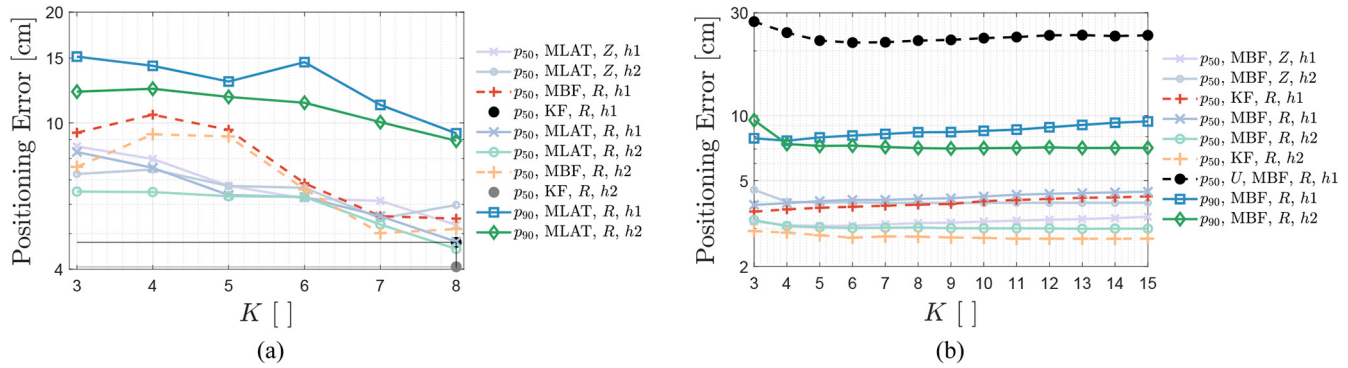 20
15
10
4
Positioning Error [cm]
3 4 5 6 7 8
K [ ]
(a)
p50, MLAT, Z, h1
p50, MLAT, Z, h2
p50, MBF, R, h1
p50, KF, R, h1
p50, MLAT, R, h1
p50, MLAT, R, h2
p50, MBF, R, h2
p50, KF, R, h2
p90, MLAT, R, h1
p90, MLAT, R, h2
30
10
5
2
Positioning Error [cm]
3 4 5 6 7 8 9 10 11 12 13 14 15
K [ ]
(b)
p50, MBF, Z, h1
p50, MBF, Z, h2
p50, KF, R, h1
p50, MBF, R, h1
p50, MBF, R, h2
p50, KF, R, h2
p50, U, MBF, R, h1
p90, MBF, R, h1
p90, MBF, R, h2